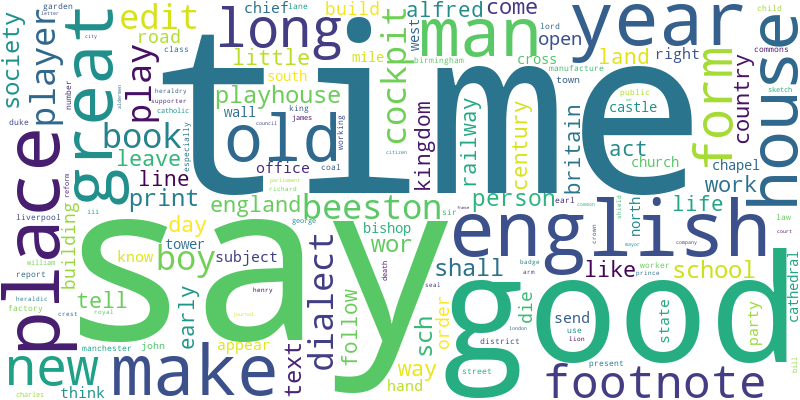 time
say
good
man
year
long
great
old
english
house
place
make
new
form
footnote
book
play
edit
player
society
road
chief
build
alfred
come
garden
letter
city
class
little
mile
west
lane
open
land
right
child
lord
commons
birmingham
cross
manufacture
town
country
south
cockpit
playhouse
wall
king
james
working
kingdom
railway
century
britain
castle
public
sketch
act
church
chapel
work
number
duke
heraldry
supporter
catholic
especially
leave
line
print
office
coal
council
citizen
alderman
england
beeston
person
life
north
earl
common
shield
law
court
cathedral
reform
liverpool
iii
building
day
tower
know
boy
subject
parliament
richard
george
sir
bishop
wor
dialect
shall
like
school
crown
mayor
company
frame
badge
arm
worker
prince
william
report
heraldic
factory
crest
royal
tell
early
henry
journal
death
seal
follow
sch
order
way
hand
text
appear
manchester
john
think
charles
die
send
use
lion
london
district
street
present
state
party
bill